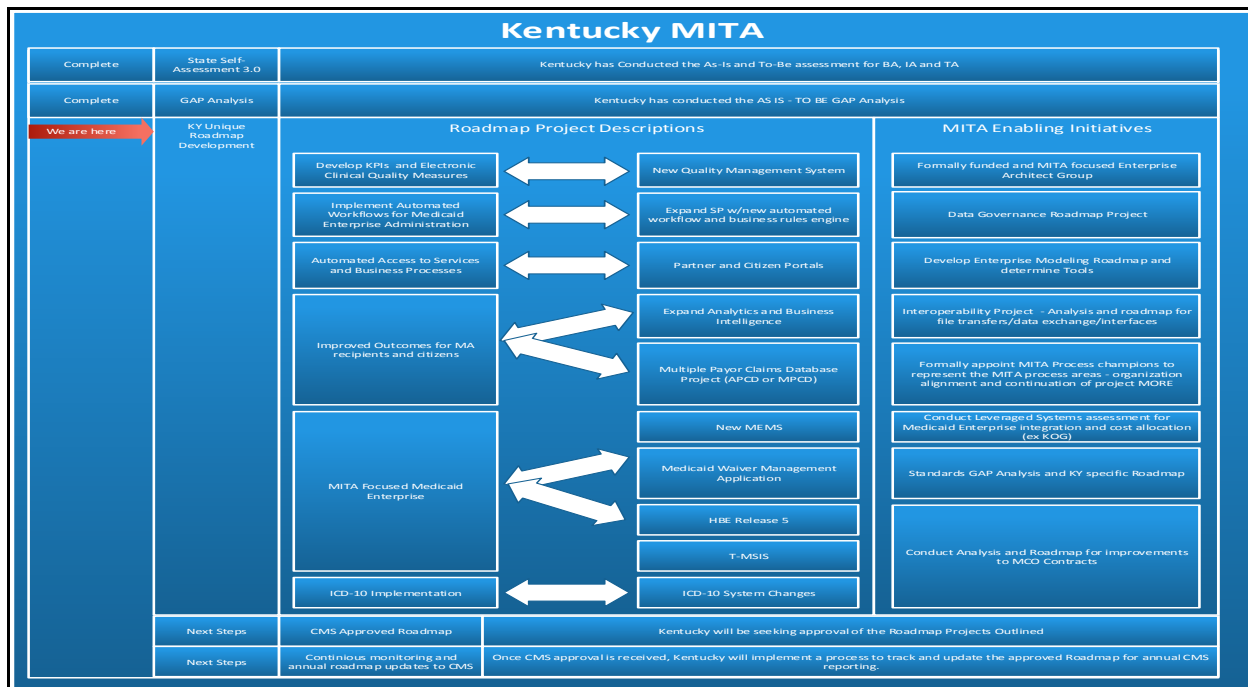 Kentucky MITA
Complete
State Self-
Assessment 3.0
Kentucky has Conducted the As-Is and To-Be assessment for BA, IA and TA
Complete
GAP Analysis
Kentucky has conducted the AS IS - TO BE GAP Analysis
We are here
KY Unique
Roadmap
Development
Roadmap Project Descriptions
MITA Enabling Initiatives
Develop KPIs and Electronic
Clinical Quality Measures
New Quality Management System
Formally funded and MITA focused Enterprise
Architect Group
Implement Automated
Workflows for Medicaid
Enterprise Administration
Expand SP w/new automated
workflow and business rules engine
Data Governance Roadmap Project
Automated Access to Services
and Business Processes
Partner and Citizen Portals
Develop Enterprise Modeling Roadmap and
determine Tools
Improved Outcomes for MA
recipients and citizens
Expand Analytics and Business
Intelligence
Interoperability Project - Analysis and roadmap for
file transfers/data exchange/interfaces
Multiple Payor Claims Database
Project (APCD or MPCD)
Formally appoint MITA Process champions to
represent the MITA process areas - organization
alignment and continuation of project MORE
MITA Focused Medicaid
Enterprise
New MEMS
Conduct Leveraged Systems assessment for
Medicaid Enterprise integration and cost allocation
(ex KOG)
Medicaid Waiver Management
Application
Standards GAP Analysis and KY specific Roadmap
HBE Release 5
T-MSIS
Conduct Analysis and Roadmap for improvements
to MCO Contracts
ICD-10 Implementation
ICD-10 System Changes
Next Steps
CMS Approved Roadmap
Kentucky will be seeking approval of the Roadmap Projects Outlined
Next Steps
Continious monitoring and
annual roadmap updates to CMS
Once CMS approval is received, Kentucky will implement a process to track and update the approved Roadmap for annual CMS
reporting.